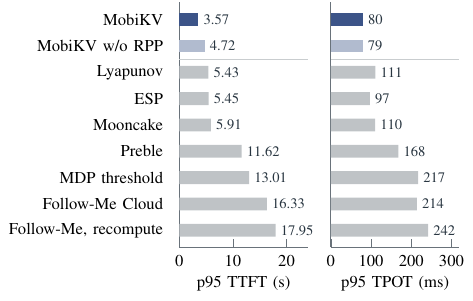 MobiKV 3.57 80
MobiKV w/o RPP 4.72 79
Lyapunov 5.43 111
ESP 5.45 97
Mooncake 5.91 110
Preble 11.62 168
MDP threshold 13.01 217
Follow-Me Cloud 16.33 214
Follow-Me, recompute 17.95 242
0 10 20 0 100 200 300
p95 TTFT (s) p95 TPOT (ms)